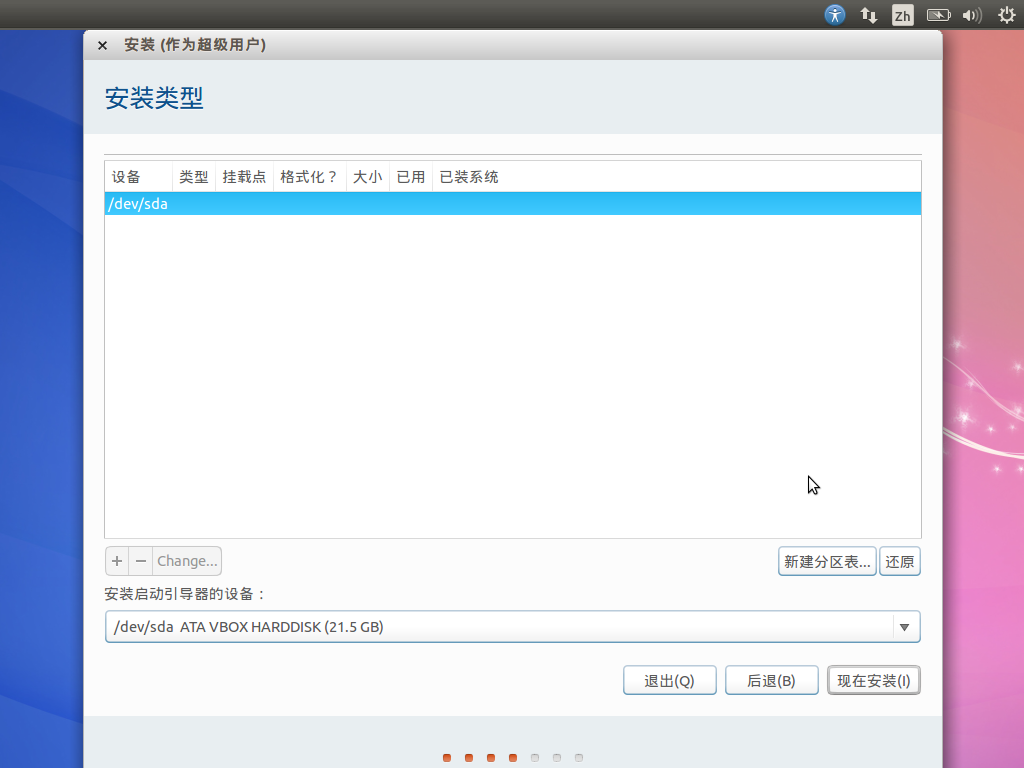 Zh
安装 (作为超级用户)
安装类型
设备 类型 挂载点 格式化？ 大小 已用 已装系统
/dev/sda
+ − Change... 新建分区表... 还原
安装启动引导器的设备：
/dev/sda ATA VBOX HARDDISK (21.5 GB)
退出(Q) 后退(B) 现在安装(I)